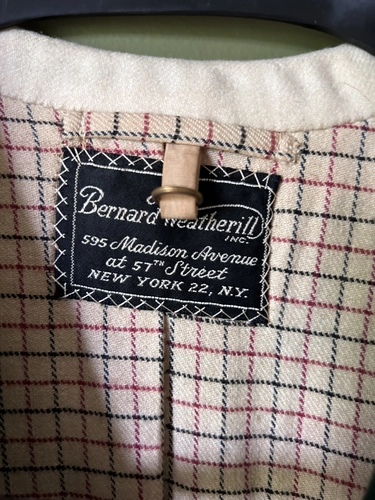 Bernard Weatherill
INC.
595 Madison Avenue
at 57TH Street
NEW YORK 22, N.Y.